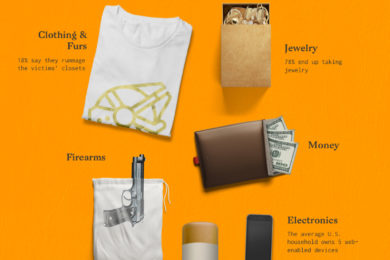 Clothing &
Furs
18% say they rummage
the victims' closets
Jewelry
78% end up taking
jewelry
Money
Firearms
Electronics
The average U.S.
household owns 5 web-
enabled devices